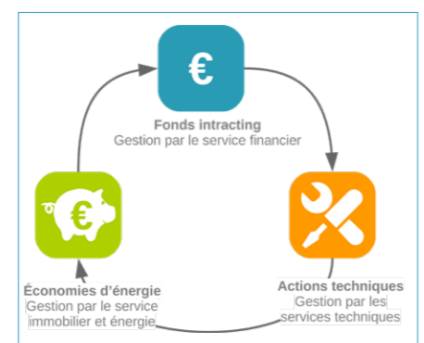 €
Fonds intracting
Gestion par le service financier
€
Économies d'énergie
Gestion par le service
immobilier et énergie
Actions techniques
Gestion par les
services techniques